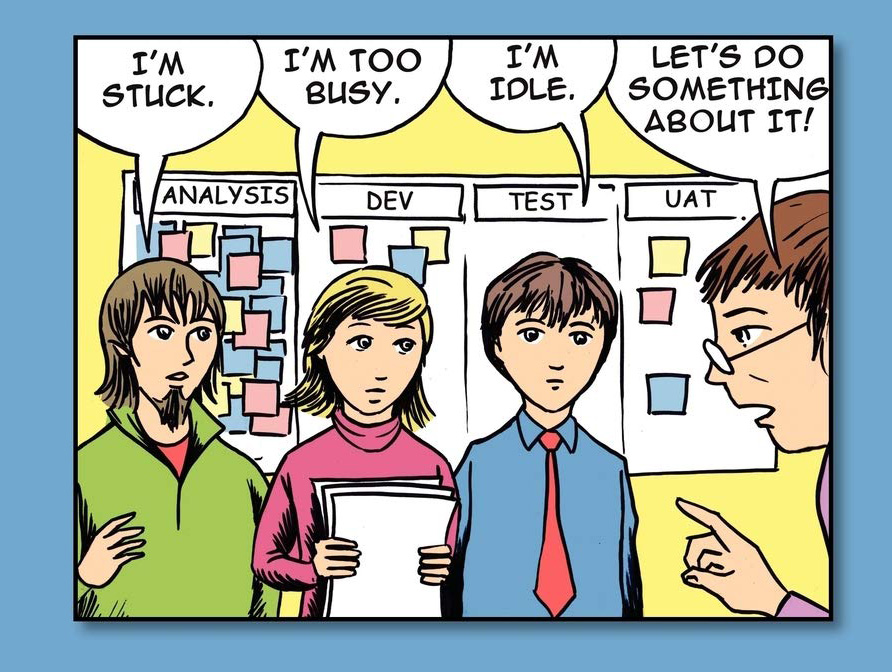 I'M
STUCK.
I'M TOO
BUSY.
I'M
IDLE.
LET'S DO
SOMETHING
ABOUT IT!
ANALYSIS
DEV
TEST
UAT